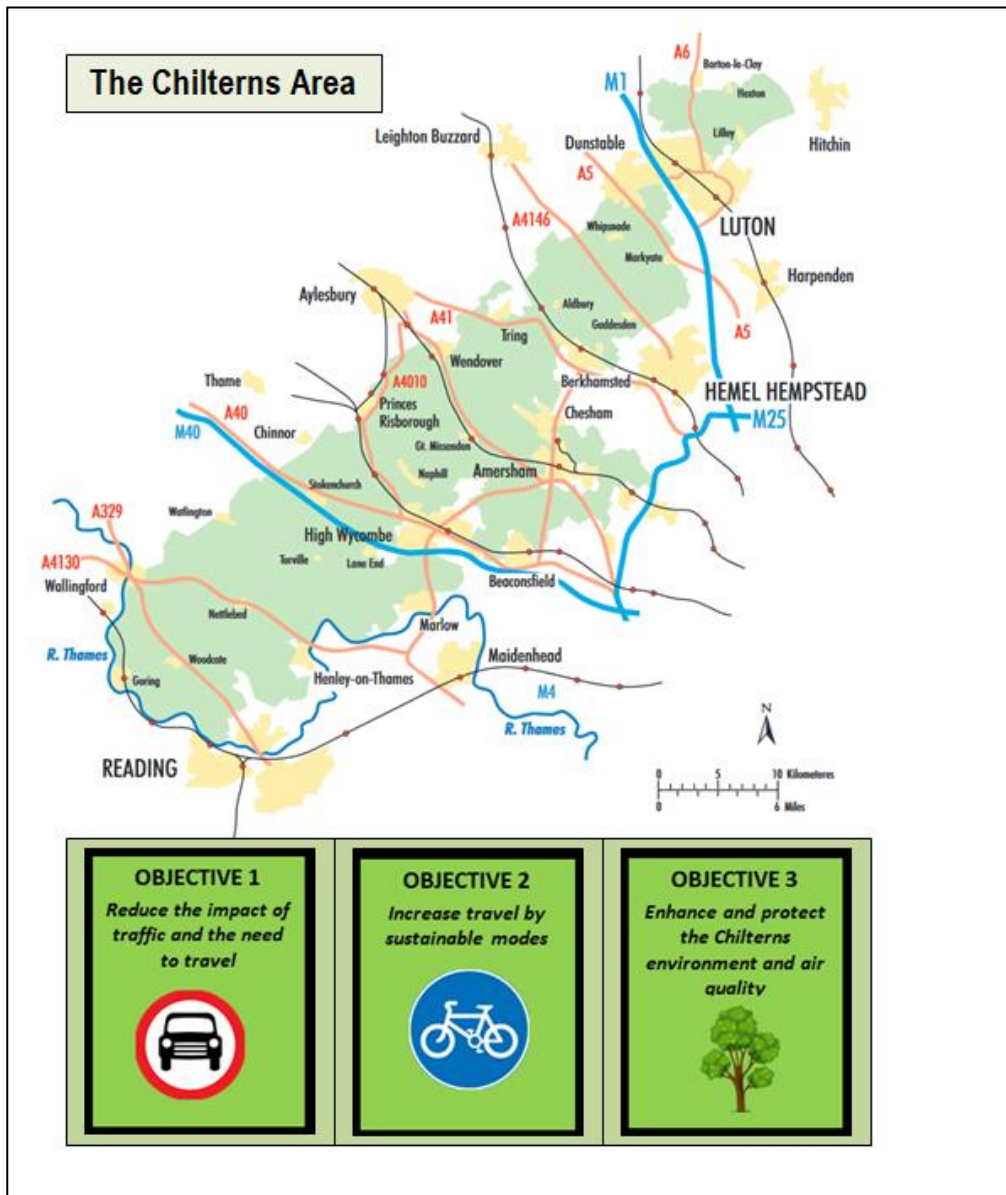 The Chilterns Area
A6
Barton-le-Clay
Hexton
M1
Lilley
Hitchin
Leighton Buzzard
Dunstable
A5
A4146
LUTON
Whipsnade
Markyate
Harpenden
Aylesbury
Aldbury
Gaddesden
A41
Tring
A5
Wendover
Berkhamsted
HEMEL HEMPSTEAD
Thame
A4010
Princes
Risborough
Chesham
M25
A40
M40
Chinnor
Gt. Missenden
Naphill
Amersham
Stokenchurch
A329
Watlington
High Wycombe
A4130
Turville
Lane End
Beaconsfield
Wallingford
Nettlebed
Marlow
R. Thames
Woodcote
Maidenhead
Goring
Henley-on-Thames
M4
R. Thames
N
READING
0 5 10 Kilometeres
0 6 Miles
OBJECTIVE 1
Reduce the impact of
traffic and the need
to travel
OBJECTIVE 2
Increase travel by
sustainable modes
OBJECTIVE 3
Enhance and protect
the Chilterns
environment and air
quality